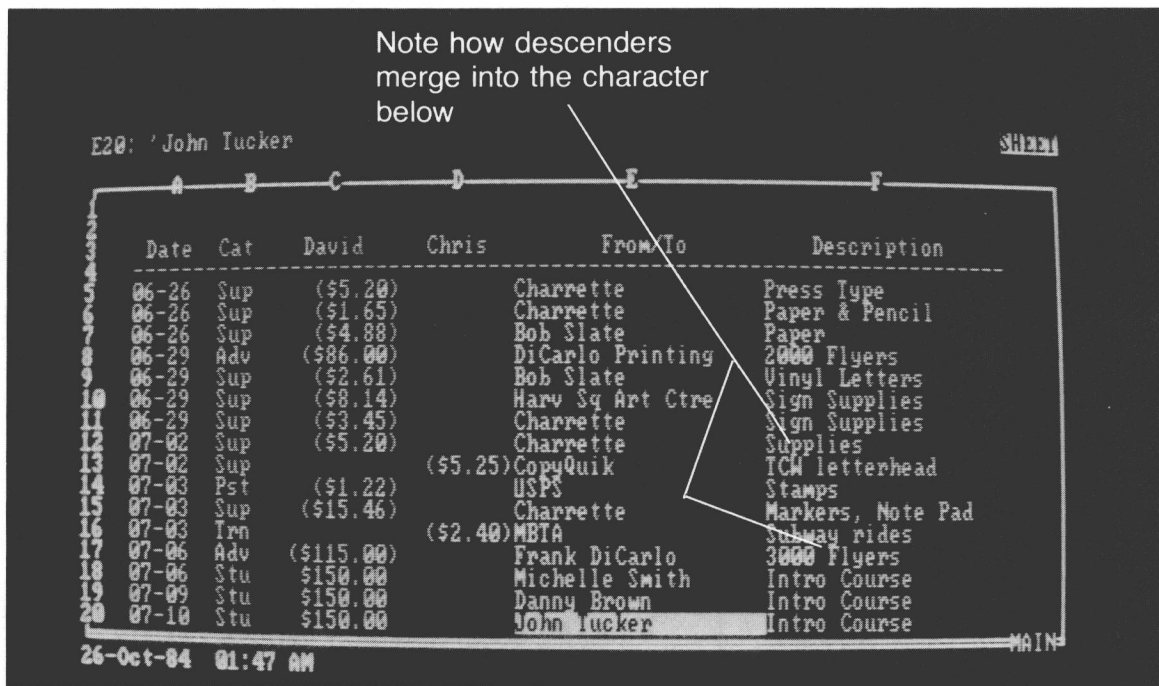 Note how descenders
merge into the character
below
E20: 'John Tucker SHEET
A B C D E F
1
2
3 Date Cat David Chris From/To Description
4 --------------------------------------------------------------------------------
5 06-26 Sup ($5.20) Charrette Press Type
6 06-26 Sup ($1.65) Charrette Paper & Pencil
7 06-26 Sup ($4.88) Bob Slate Paper
8 06-29 Adv ($86.00) DiCarlo Printing 2000 Flyers
9 06-29 Sup ($2.61) Bob Slate Vinyl Letters
10 06-29 Sup ($8.14) Harv Sq Art Ctre Sign Supplies
11 06-29 Sup ($3.45) Charrette Sign Supplies
12 07-02 Sup ($5.20) Charrette Supplies
13 07-02 Sup ($5.25)CopyQuik TCW letterhead
14 07-03 Pst ($1.22) USPS Stamps
15 07-03 Sup ($15.46) Charrette Markers, Note Pad
16 07-03 Trn ($2.40)MBTA Subway rides
17 07-06 Adv ($115.00) Frank DiCarlo 3000 Flyers
18 07-06 Stu $150.00 Michelle Smith Intro Course
19 07-09 Stu $150.00 Danny Brown Intro Course
20 07-10 Stu $150.00 John Tucker Intro Course
MAIN
26-Oct-84 01:47 AM